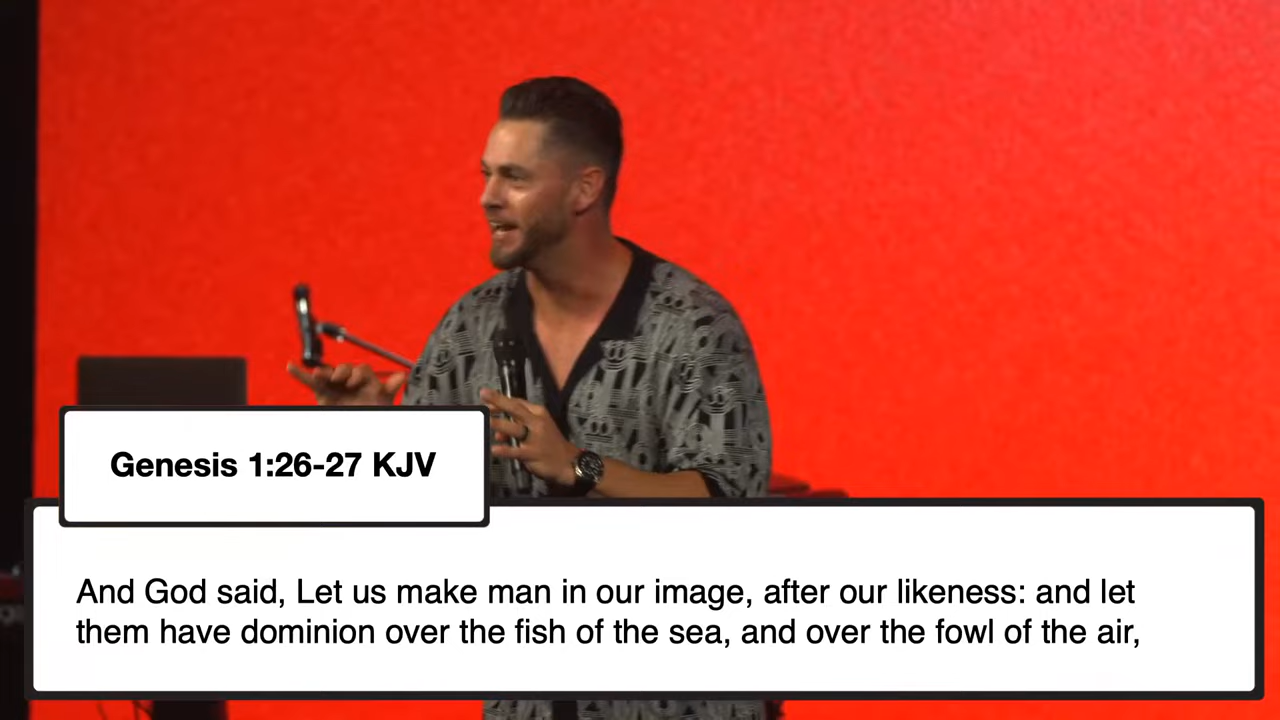 Genesis 1:26-27 KJV
And God said, Let us make man in our image, after our likeness: and let
them have dominion over the fish of the sea, and over the fowl of the air,